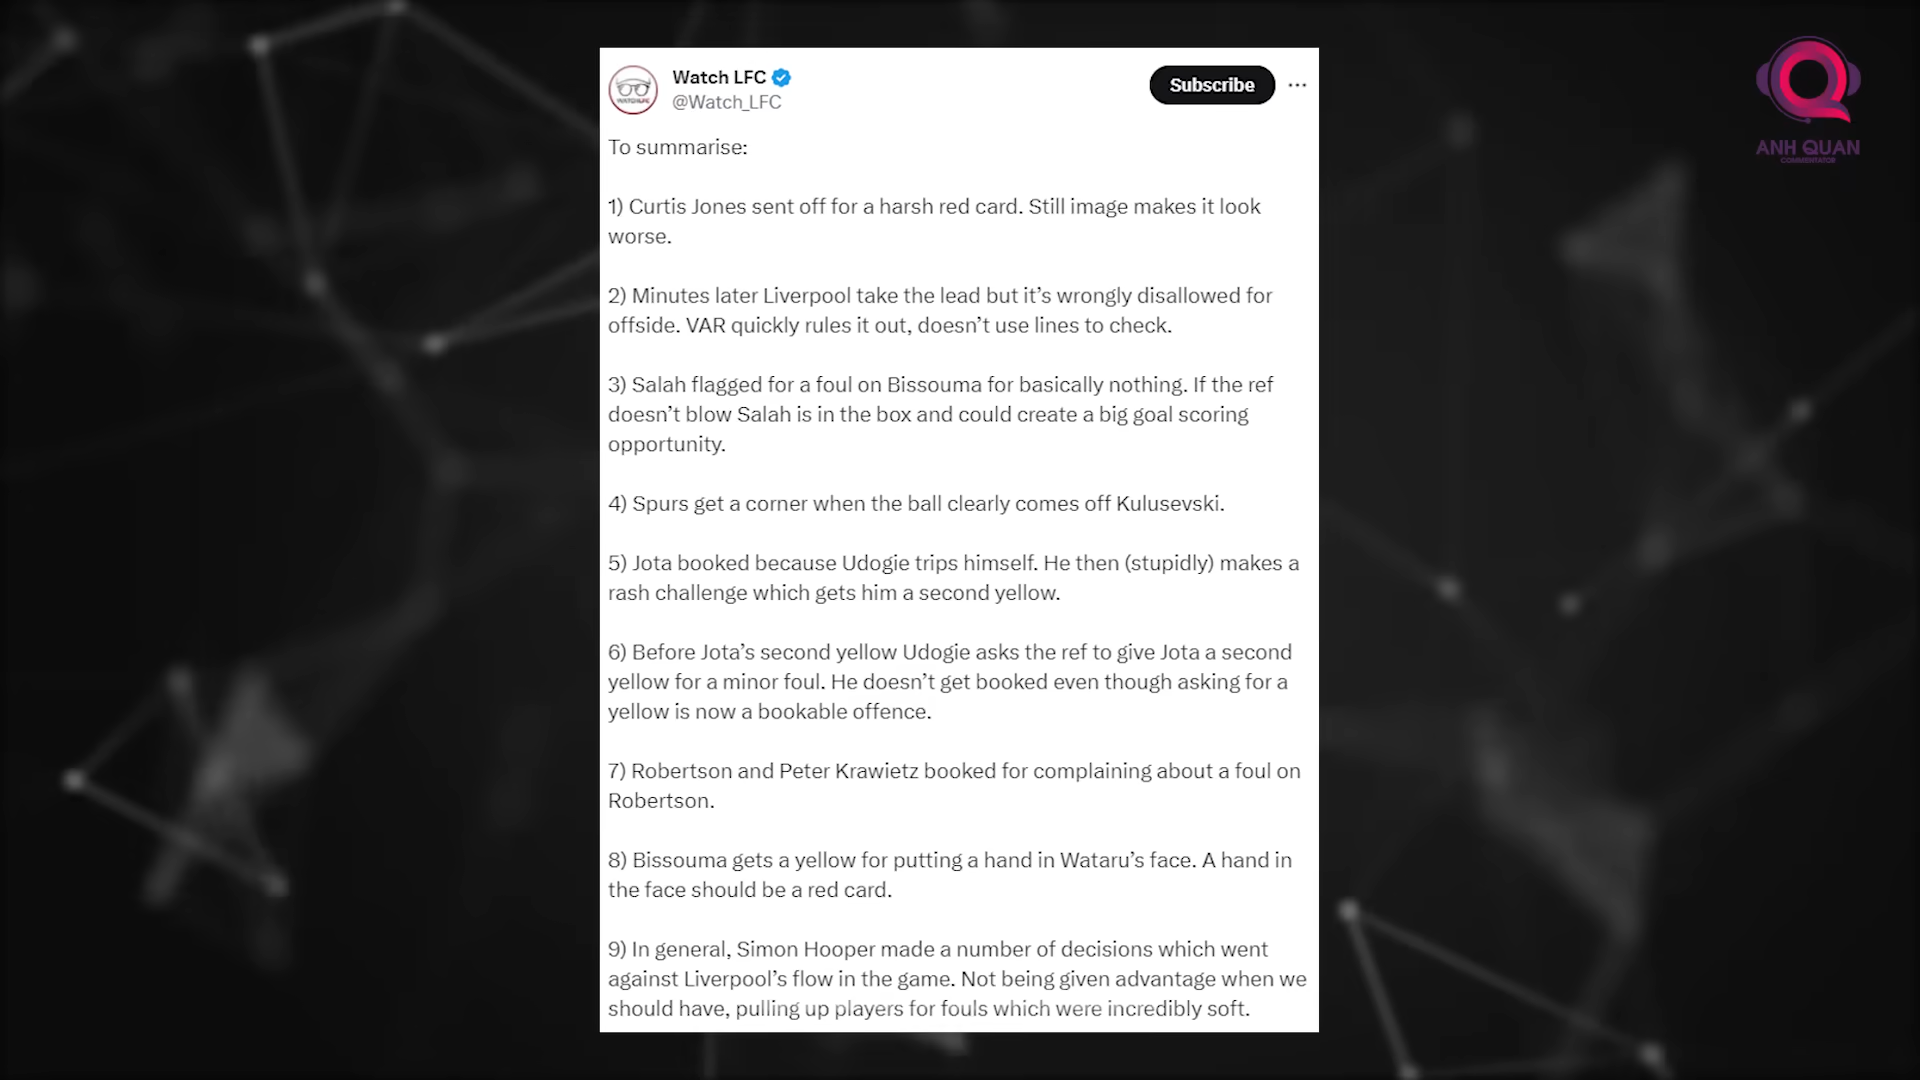 Watch LFC
@Watch_LFC
Subscribe
To summarise:
1) Curtis Jones sent off for a harsh red card. Still image makes it look
worse.
2) Minutes later Liverpool take the lead but it’s wrongly disallowed for
offside. VAR quickly rules it out, doesn’t use lines to check.
3) Salah flagged for a foul on Bissouma for basically nothing. If the ref
doesn’t blow Salah is in the box and could create a big goal scoring
opportunity.
4) Spurs get a corner when the ball clearly comes off Kulusevski.
5) Jota booked because Udogie trips himself. He then (stupidly) makes a
rash challenge which gets him a second yellow.
6) Before Jota’s second yellow Udogie asks the ref to give Jota a second
yellow for a minor foul. He doesn’t get booked even though asking for a
yellow is now a bookable offence.
7) Robertson and Peter Krawietz booked for complaining about a foul on
Robertson.
8) Bissouma gets a yellow for putting a hand in Wataru’s face. A hand in
the face should be a red card.
9) In general, Simon Hooper made a number of decisions which went
against Liverpool’s flow in the game. Not being given advantage when we
should have, pulling up players for fouls which were incredibly soft.
ANH QUAN
COMMENTATOR
WATCHLFC